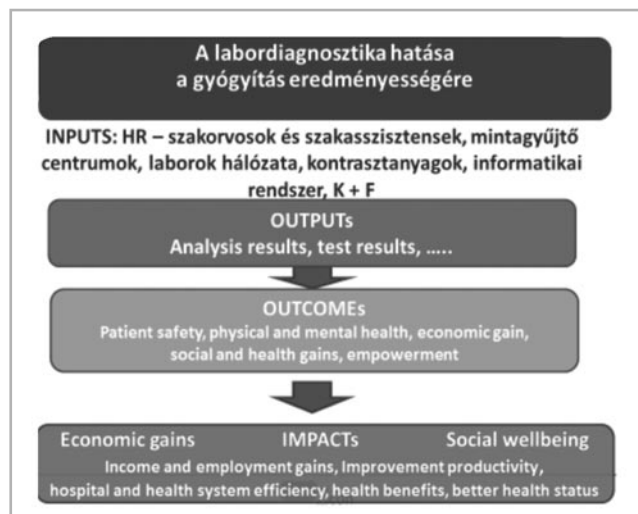 A labordiagnosztika hatása
a gyógyítás eredményességére
INPUTS: HR – szakorvosok és szakasszisztensek, mintagyűjtő
centrumok, laborok hálózata, kontrasztanyagok, informatikai
rendszer, K + F
OUTPUTs
Analysis results, test results, .....
OUTCOMEs
Patient safety, physical and mental health, economic gain,
social and health gains, empowerment
Economic gains IMPACTs Social wellbeing
Income and employment gains, Improvement productivity,
hospital and health system efficiency, health benefits, better health status